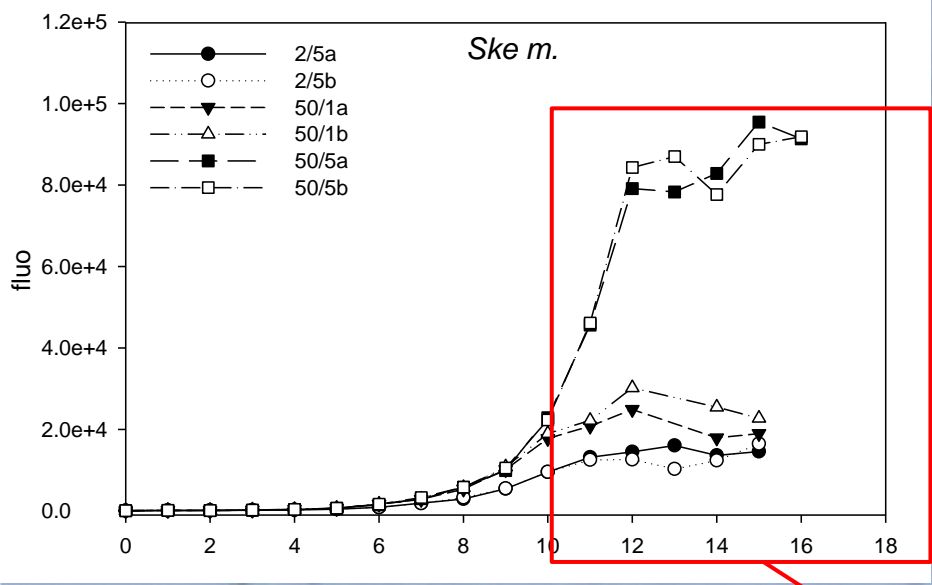 1.2e+5
Ske m.
2/5a
2/5b
1.0e+5
50/1a
50/1b
50/5a
8.0e+4
50/5b
fluo
6.0e+4
4.0e+4
2.0e+4
0.0
0 2 4 6 8 10 12 14 16 18